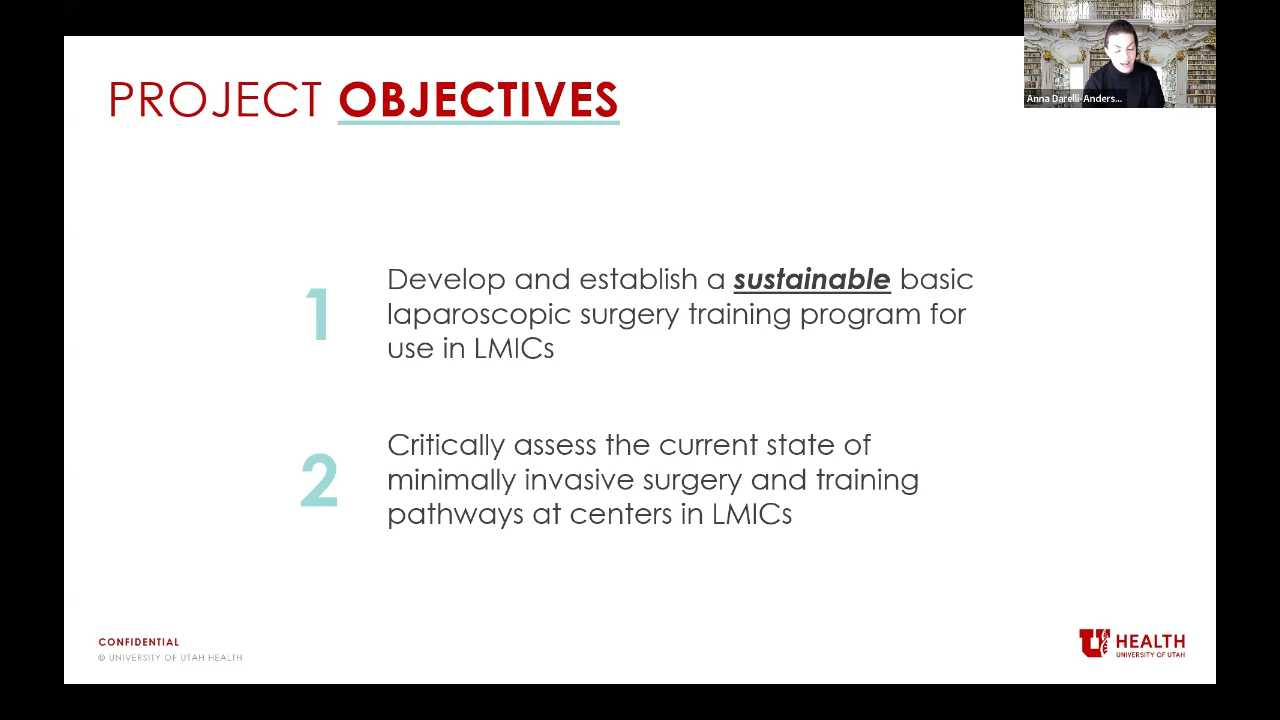 PROJECT OBJECTIVES
Anna Darelli-Anders...
1
Develop and establish a sustainable basic
laparoscopic surgery training program for
use in LMICs
2
Critically assess the current state of
minimally invasive surgery and training
pathways at centers in LMICs
CONFIDENTIAL
© UNIVERSITY OF UTAH HEALTH
U HEALTH
UNIVERSITY OF UTAH